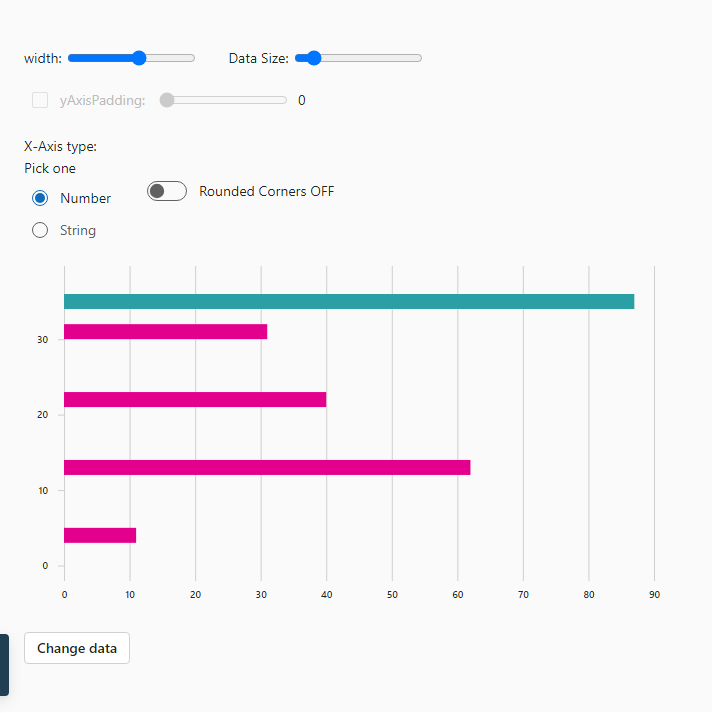 width: Data Size:
yAxisPadding: 0
X-Axis type:
Pick one
Number
Rounded Corners OFF
String
30
20
10
0
0 10 20 30 40 50 60 70 80 90
Change data